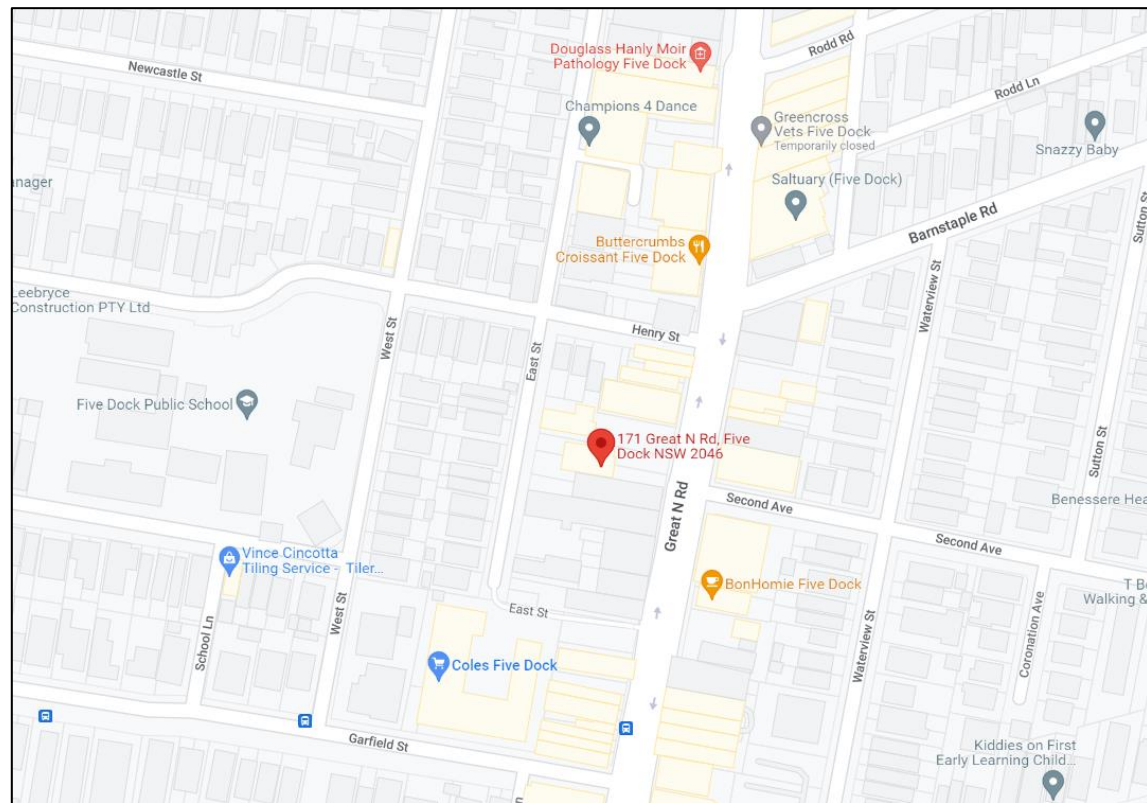 Douglass Hanly Moir
Pathology Five Dock
Rodd Rd
Newcastle St
Rodd Ln
Champions 4 Dance
Greencross
Vets Five Dock
Temporarily closed
Snazzy Baby
anager
Saltuary (Five Dock)
Sutton St
Barnstaple Rd
Buttercrumbs
Croissant Five Dock
Waterview St
Leebryce
Construction PTY Ltd
West St
Henry St
East St
Five Dock Public School
171 Great N Rd, Five
Dock NSW 2046
Sutton St
Second Ave
Benessere Hea
Great N Rd
Second Ave
Vince Cincotta
Tiling Service - Tiler...
BonHomie Five Dock
T Be
Walking &
West St
East St
School Ln
Waterview St
Coronation Ave
Coles Five Dock
Garfield St
Kiddies on First
Early Learning Child...